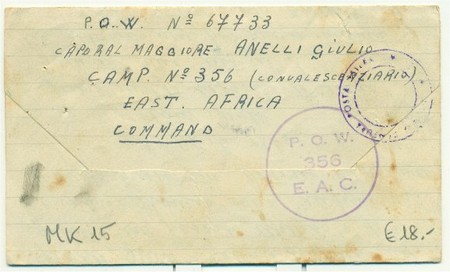 P.O.W. Nº 67733
CAPORAL MAGGIORE ANELLI GIULIO
CAMP. Nº 356 (CONVALESCENZIARIO)
EAST. AFRICA
COMMAND
P. O. W.
356
E. A. C.
MK 15
€18.-